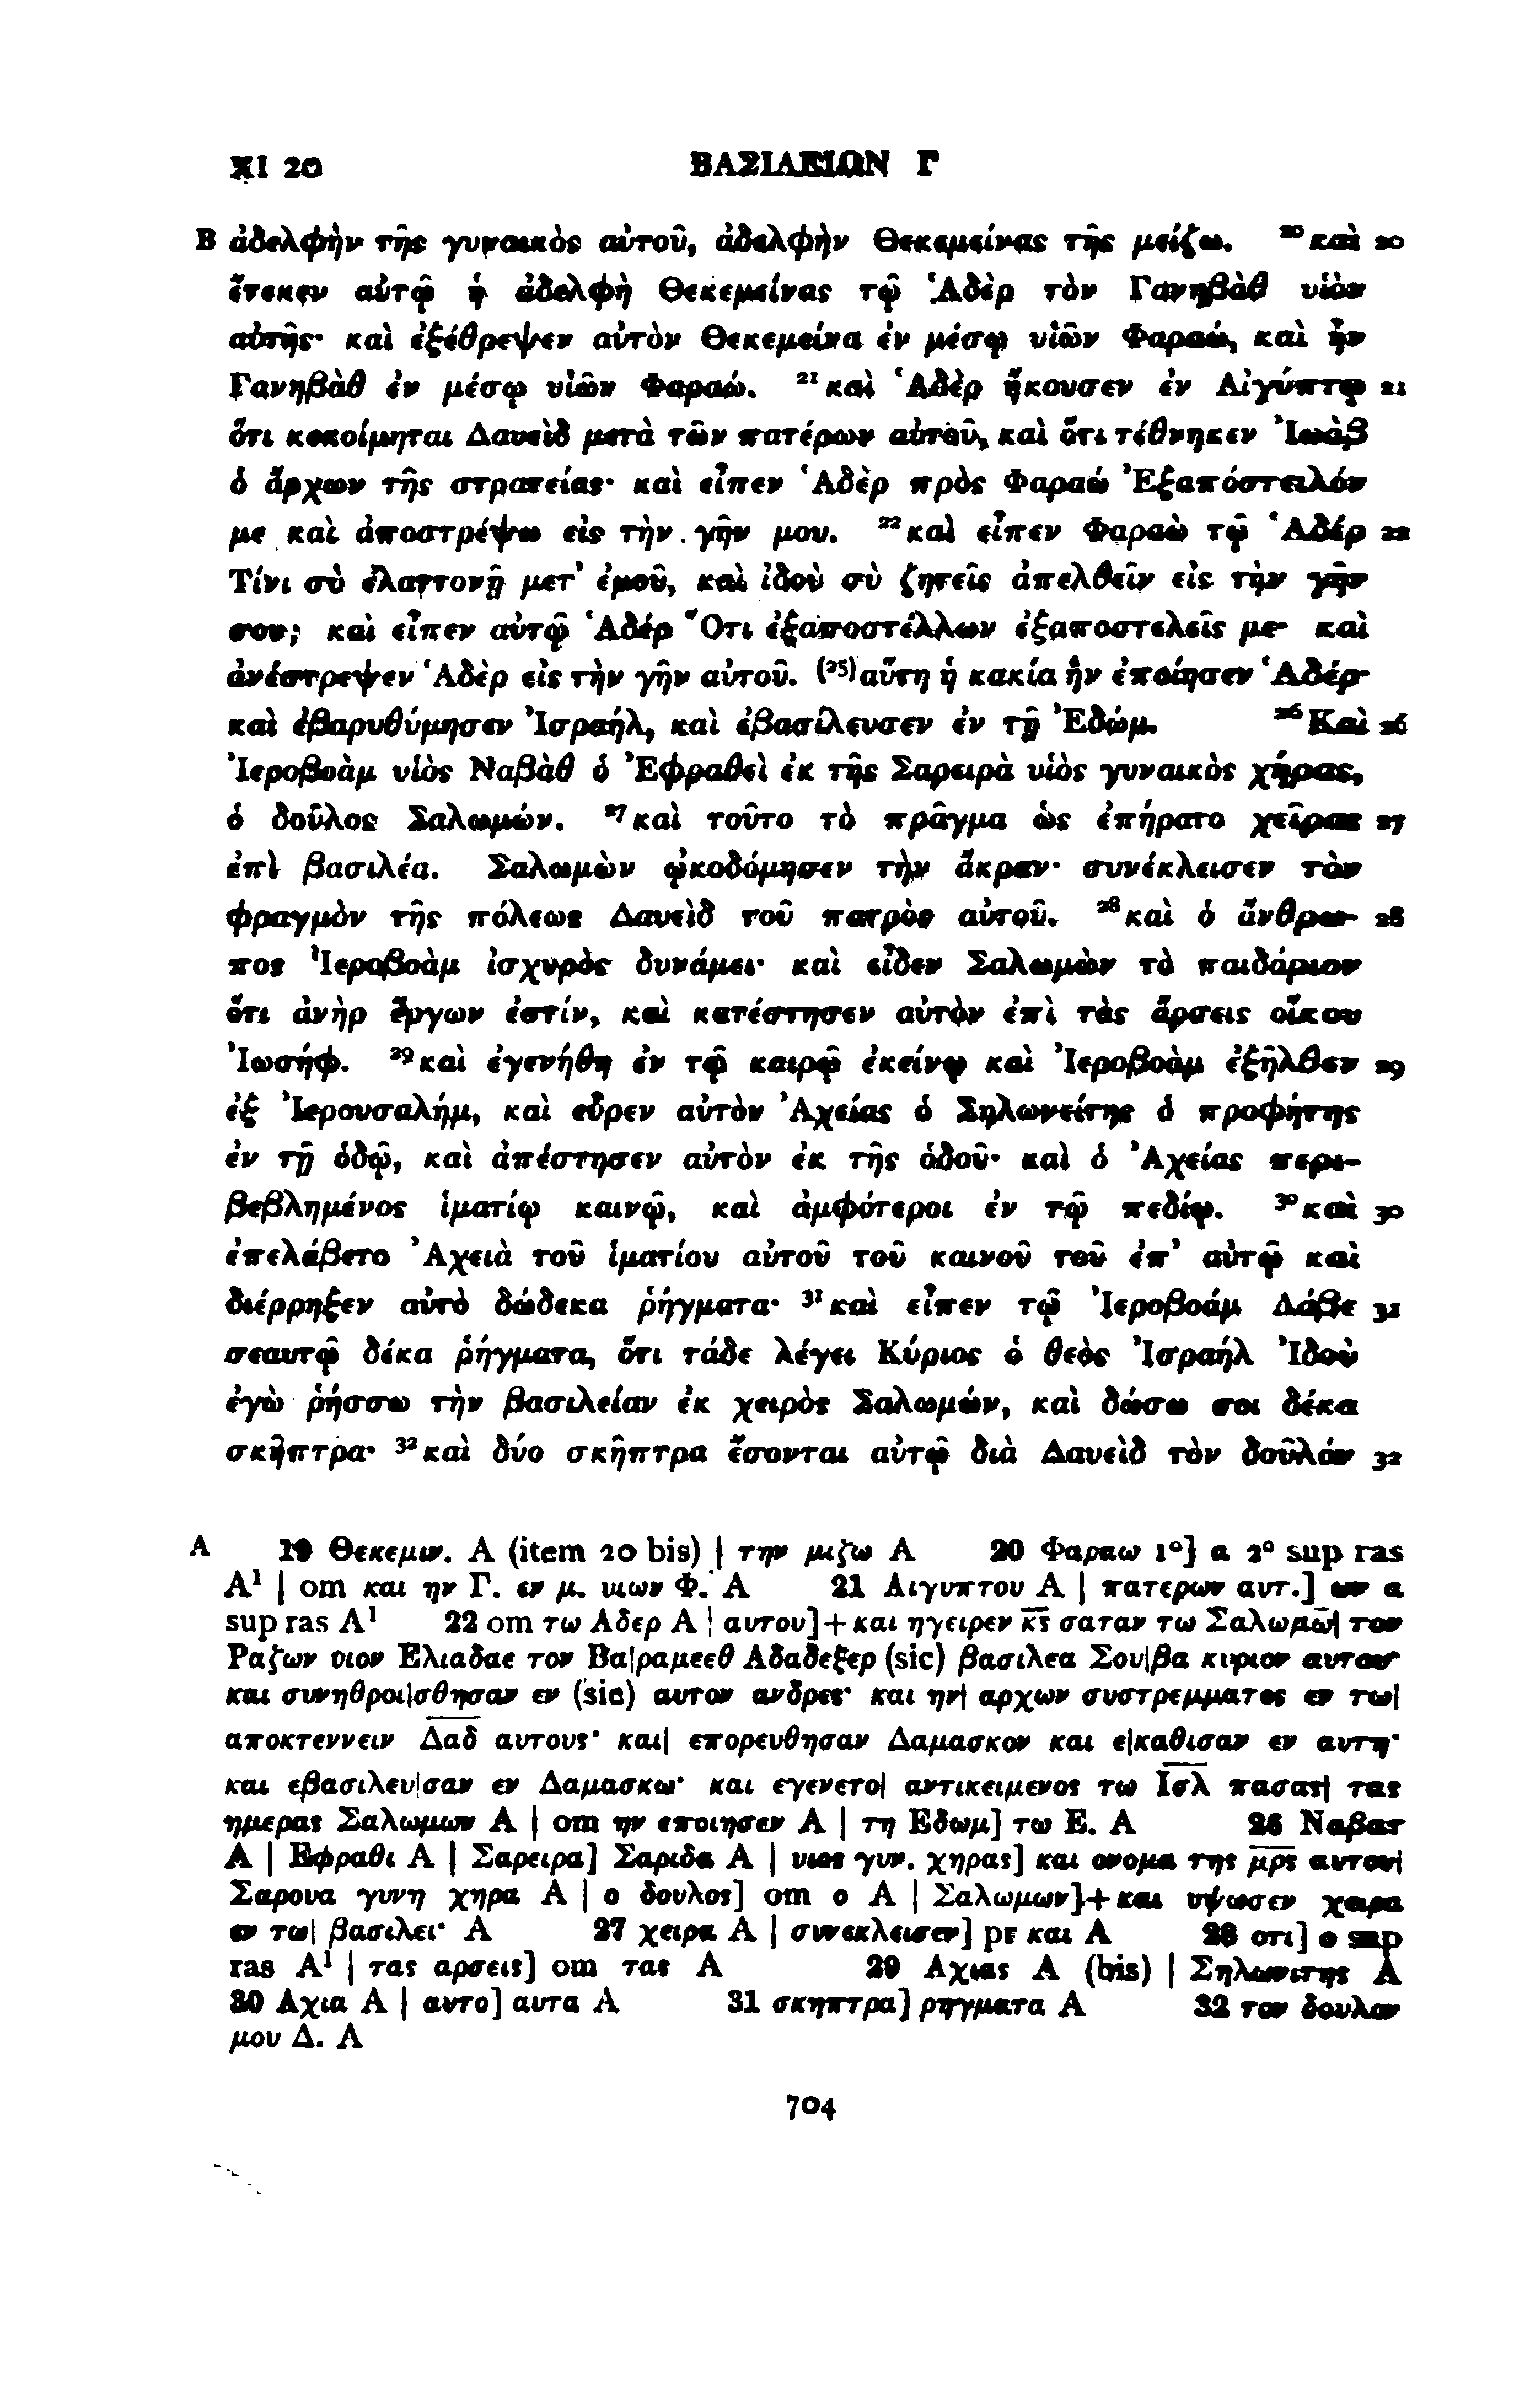 XI 20 ΒΑΣΙΛΕΙΩΝ Γ
B ἀδελφὴν τῆς γυναικὸς αὐτοῦ, ἀδελφὴν Θεκεμείνας τῆς μείζω. ²⁰καὶ 20
ἔτεκεν αὐτῷ ἡ ἀδελφὴ Θεκεμείνας τῷ Ἁδὲρ τὸν Γανηβὰθ υἱὸν
αὐτῆς· καὶ ἐξέθρεψεν αὐτὸν Θεκεμείνα ἐν μέσῳ υἱῶν Φαραώ, καὶ ἦν
Γανηβὰθ ἐν μέσῳ υἱῶν Φαραώ. ²¹καὶ Ἁδὲρ ἤκουσεν ἐν Αἰγύπτῳ 21
ὅτι κεκοίμηται Δαυεὶδ μετὰ τῶν πατέρων αὐτοῦ, καὶ ὅτι τέθνηκεν Ἰωὰβ
ὁ ἄρχων τῆς στρατείας· καὶ εἶπεν Ἁδὲρ πρὸς Φαραώ Ἐξαπόστειλόν
με καὶ ἀποστρέψω εἰς τὴν γῆν μου. ²²καὶ εἶπεν Φαραὼ τῷ Ἁδέρ 22
Τίνι σὺ ἐλαττονῇ μετ᾽ ἐμοῦ, καὶ ἰδοὺ σὺ ζητεῖς ἀπελθεῖν εἰς τὴν γῆν
σου; καὶ εἶπεν αὐτῷ Ἁδέρ Ὅτι ἐξαποστέλλων ἐξαποστελεῖς με· καὶ
ἀνέστρεψεν Ἁδὲρ εἰς τὴν γῆν αὐτοῦ. (²⁵)αὕτη ἡ κακία ἣν ἐποίησεν Ἁδέρ·
καὶ ἐβαρυθύμησεν Ἰσραήλ, καὶ ἐβασίλευσεν ἐν τῇ Ἐδώμ. ²⁶Καὶ 26
Ἰεροβοὰμ υἱὸς Ναβὰθ ὁ Ἐφραθεὶ ἐκ τῆς Σαρειρὰ υἱὸς γυναικὸς χήρας,
ὁ δοῦλος Σαλωμών. ²⁷καὶ τοῦτο τὸ πρᾶγμα ὡς ἐπήρατο χεῖρας 27
ἐπὶ βασιλέα. Σαλωμὼν ᾠκοδόμησεν τὴν ἄκραν· συνέκλεισεν τὸν
φραγμὸν τῆς πόλεως Δαυεὶδ τοῦ πατρὸς αὐτοῦ. ²⁸καὶ ὁ ἄνθρω- 28
πος Ἰεροβοὰμ ἰσχυρὸς δυνάμει· καὶ εἶδεν Σαλωμὼν τὸ παιδάριον
ὅτι ἀνὴρ ἔργων ἐστίν, καὶ κατέστησεν αὐτὸν ἐπὶ τὰς ἄρσεις οἴκου
Ἰωσήφ. ²⁹καὶ ἐγενήθη ἐν τῷ καιρῷ ἐκείνῳ καὶ Ἰεροβοὰμ ἐξῆλθεν 29
ἐξ Ἰερουσαλήμ, καὶ εὗρεν αὐτὸν Ἀχείας ὁ Σηλωνείτης ὁ προφήτης
ἐν τῇ ὁδῷ, καὶ ἀπέστησεν αὐτὸν ἐκ τῆς ὁδοῦ· καὶ ὁ Ἀχείας περι-
βεβλημένος ἱματίῳ καινῷ, καὶ ἀμφότεροι ἐν τῷ πεδίῳ. ³⁰καὶ 30
ἐπελάβετο Ἀχειὰ τοῦ ἱματίου αὐτοῦ τοῦ καινοῦ τοῦ ἐπ᾽ αὐτῷ καὶ
διέρρηξεν αὐτὸ δώδεκα ῥήγματα· ³¹καὶ εἶπεν τῷ Ἰεροβοάμ Λάβε 31
σεαυτῷ δέκα ῥήγματα, ὅτι τάδε λέγει Κύριος ὁ θεὸς Ἰσραήλ Ἰδοὺ
ἐγὼ ῥήσσω τὴν βασιλείαν ἐκ χειρὸς Σαλωμών, καὶ δώσω σοι δέκα
σκῆπτρα· ³²καὶ δύο σκῆπτρα ἔσονται αὐτῷ διὰ Δαυεὶδ τὸν δοῦλόν 32
A 19 Θεκεμιν. A (item 20 bis) | την μιζω A 20 Φαραω 1°] α 2° sup ras
A¹ | om και ην Γ. εν μ. υιων Φ. A 21 Αιγυπτου A | πατερων αυτ.] ων α
sup ras A¹ 22 om τω Αδερ A | αυτου]+και ηγειρεν κ̅ς̅ σαταν τω Σαλωμω̅| τον
Ραζων υιον Ελιαδαε τον Βα|ραμεεθ Αδαδεζερ (sic) βασιλεα Σου|βα κυριον αυτου·
και συνηθροι|σθησαν εν (sic) αυτον ανδρες· και ην| αρχων συστρεμματος εν τω|
αποκτεννειν Δ̅α̅δ̅ αυτους· και| επορευθησαν Δαμασκον και ε|καθισαν εν αυτη·
και εβασιλευ|σαν εν Δαμασκω· και εγενετο| αντικειμενος τω Ι̅σ̅λ̅ πασας| τας
ημερας Σαλωμων A | om ην εποιησεν A | τη Εδωμ] τω Ε. A 26 Ναβατ
A | Εφραθι A | Σαρειρα] Σαριδα A | υιος γυν. χηρας] και ονομα της μ̅ρ̅ς̅ αυτου|
Σαρουα γυνη χηρα A | ο δουλος] om ο A | Σαλωμων]+και υψωσεν χειρα
εν τω| βασιλει· A 27 χειρα A | συνεκλεισεν] pr και A 28 οτι] ο sup
ras A¹ | τας αρσεις] om τας A 29 Αχιας A (bis) | Σηλωνιτης A
30 Αχια A | αυτο] αυτα A 31 σκηπτρα] ρηγματα A 32 τον δουλον
μου Δ. A
704